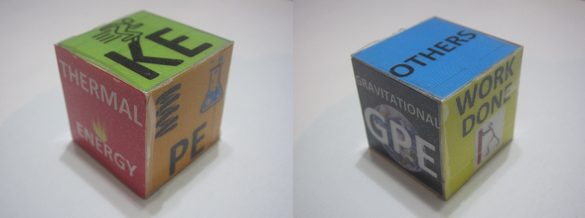 KE
THERMAL
ENERGY
PE
OTHERS
GRAVITATIONAL
GPE
WORK
DONE